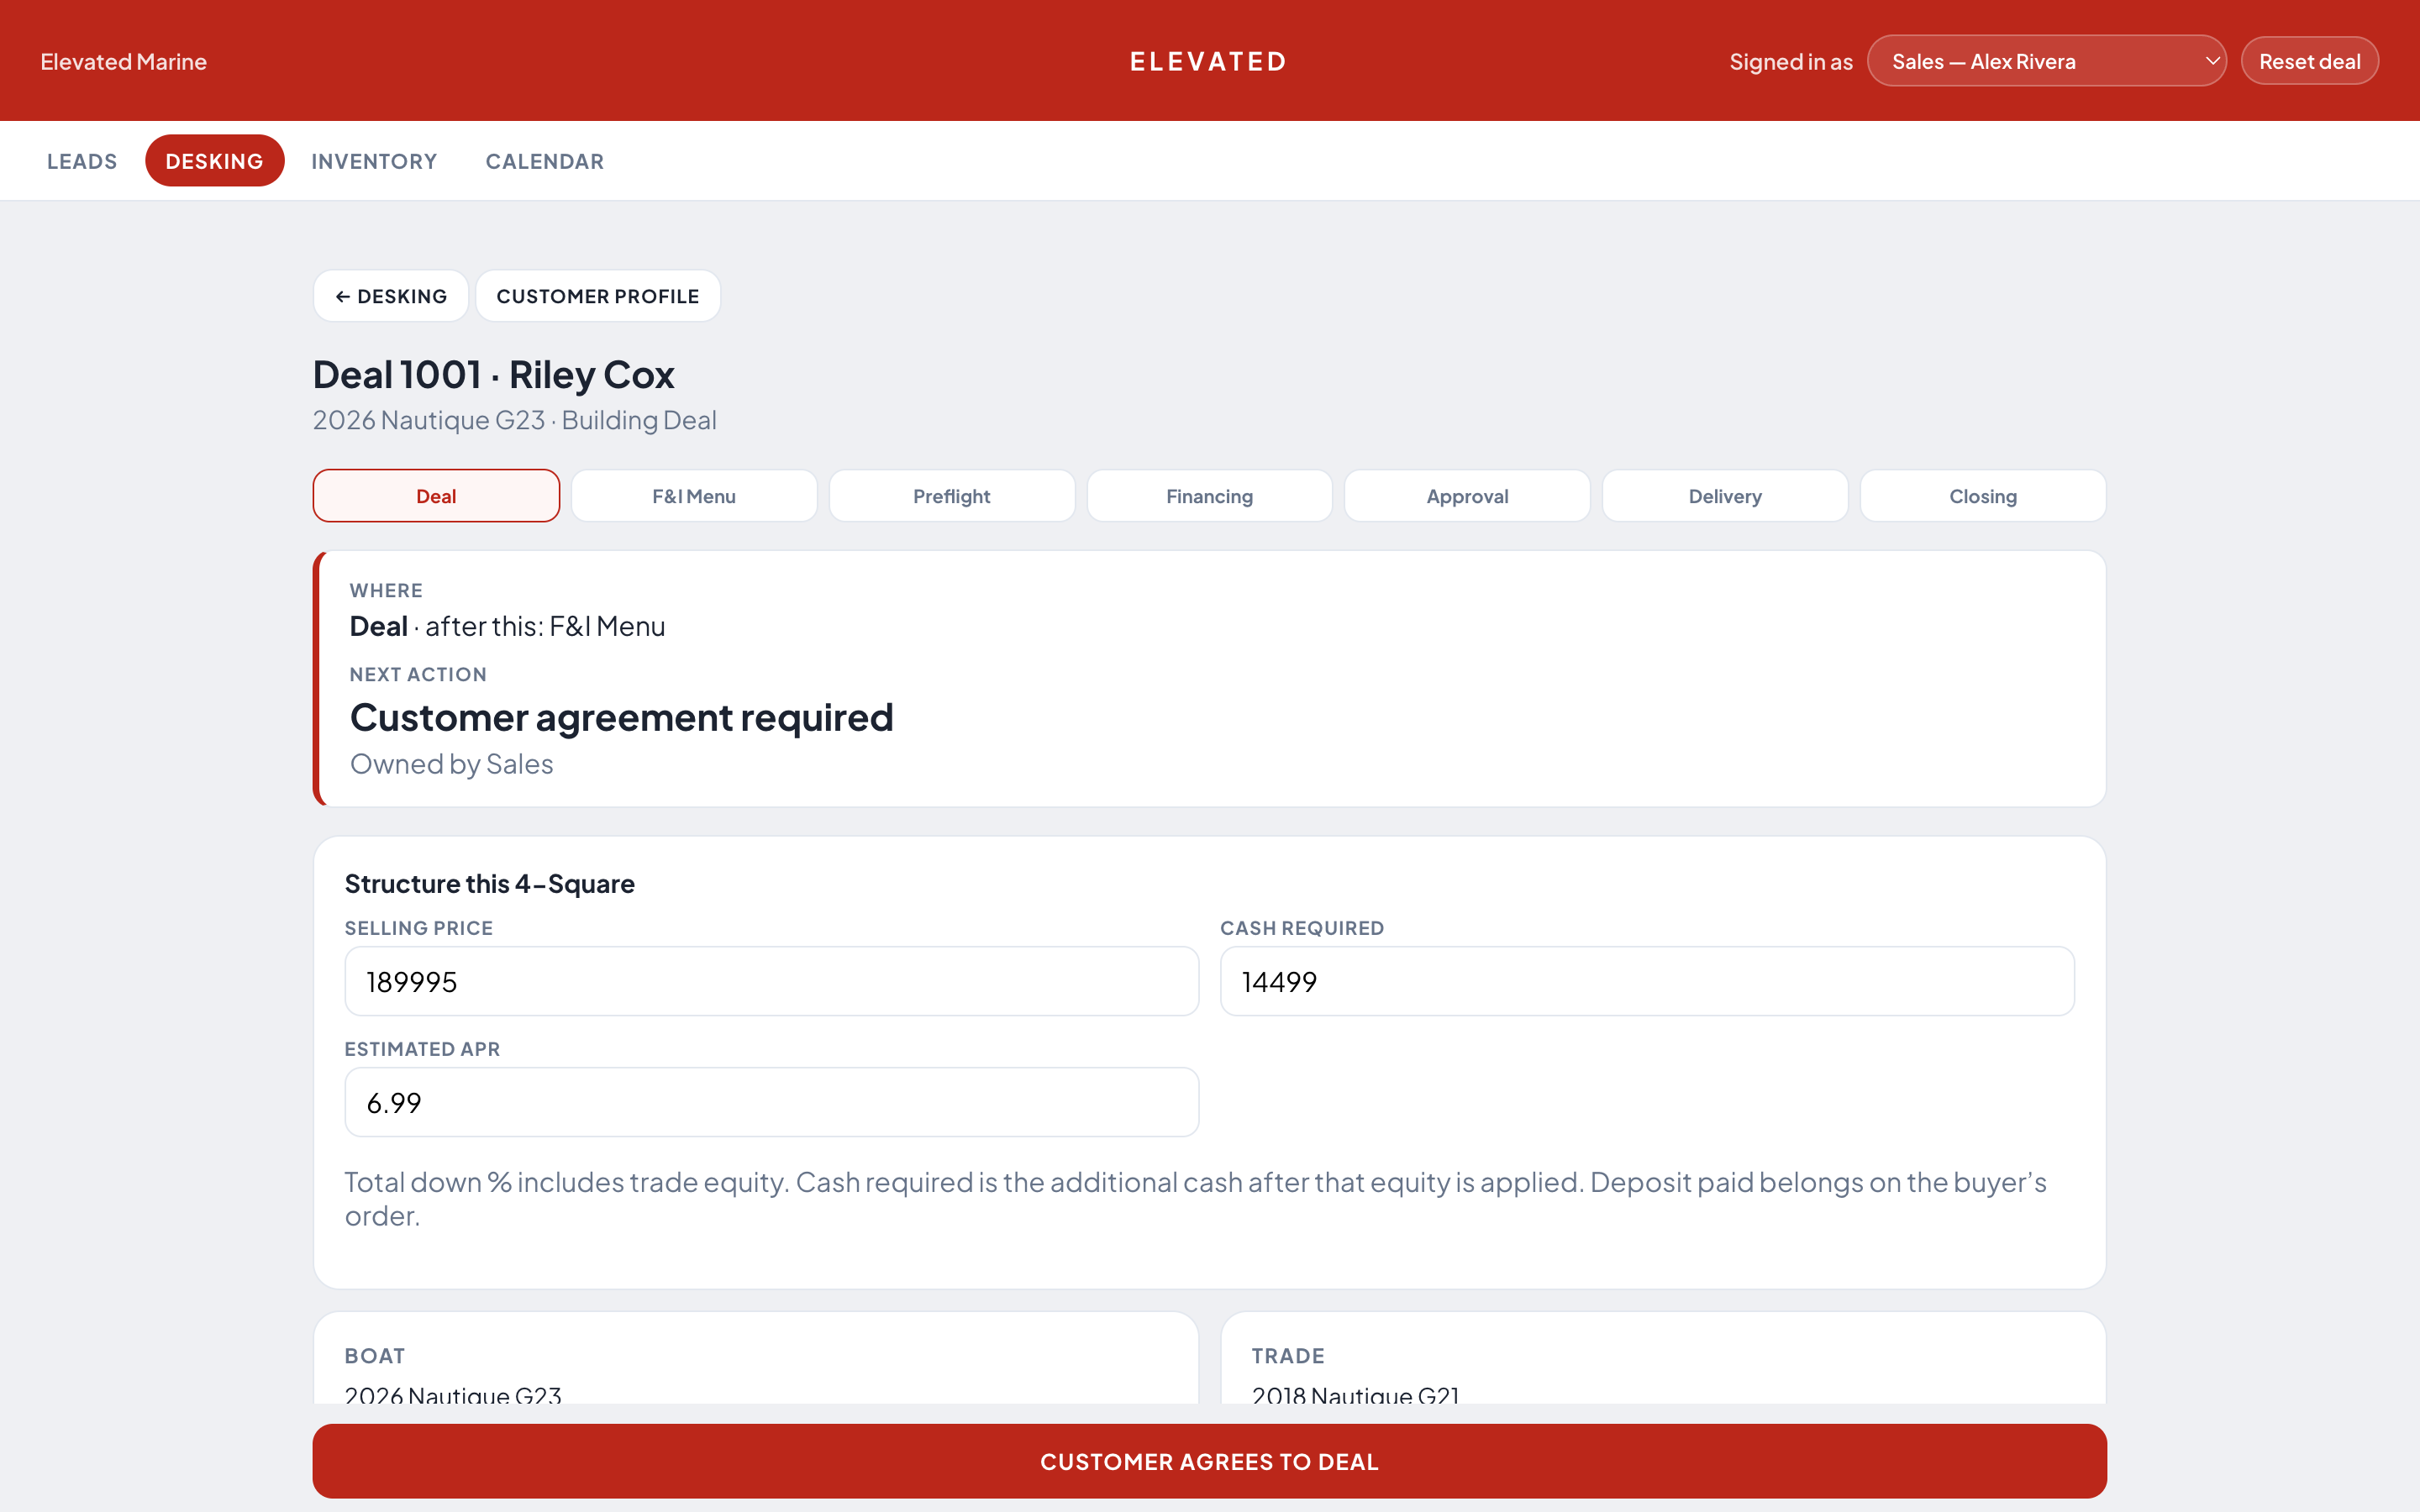 Elevated Marine
ELEVATED
Signed in as
Sales — Alex Rivera
Reset deal
LEADS
DESKING
INVENTORY
CALENDAR
← DESKING
CUSTOMER PROFILE
Deal 1001 · Riley Cox
2026 Nautique G23 · Building Deal
Deal
F&I Menu
Preflight
Financing
Approval
Delivery
Closing
WHERE
Deal · after this: F&I Menu
NEXT ACTION
Customer agreement required
Owned by Sales
Structure this 4-Square
SELLING PRICE
189995
CASH REQUIRED
14499
ESTIMATED APR
6.99
Total down % includes trade equity. Cash required is the additional cash after that equity is applied. Deposit paid belongs on the buyer’s
order.
BOAT
2026 Nautique G23
TRADE
2018 Nautique G21
CUSTOMER AGREES TO DEAL